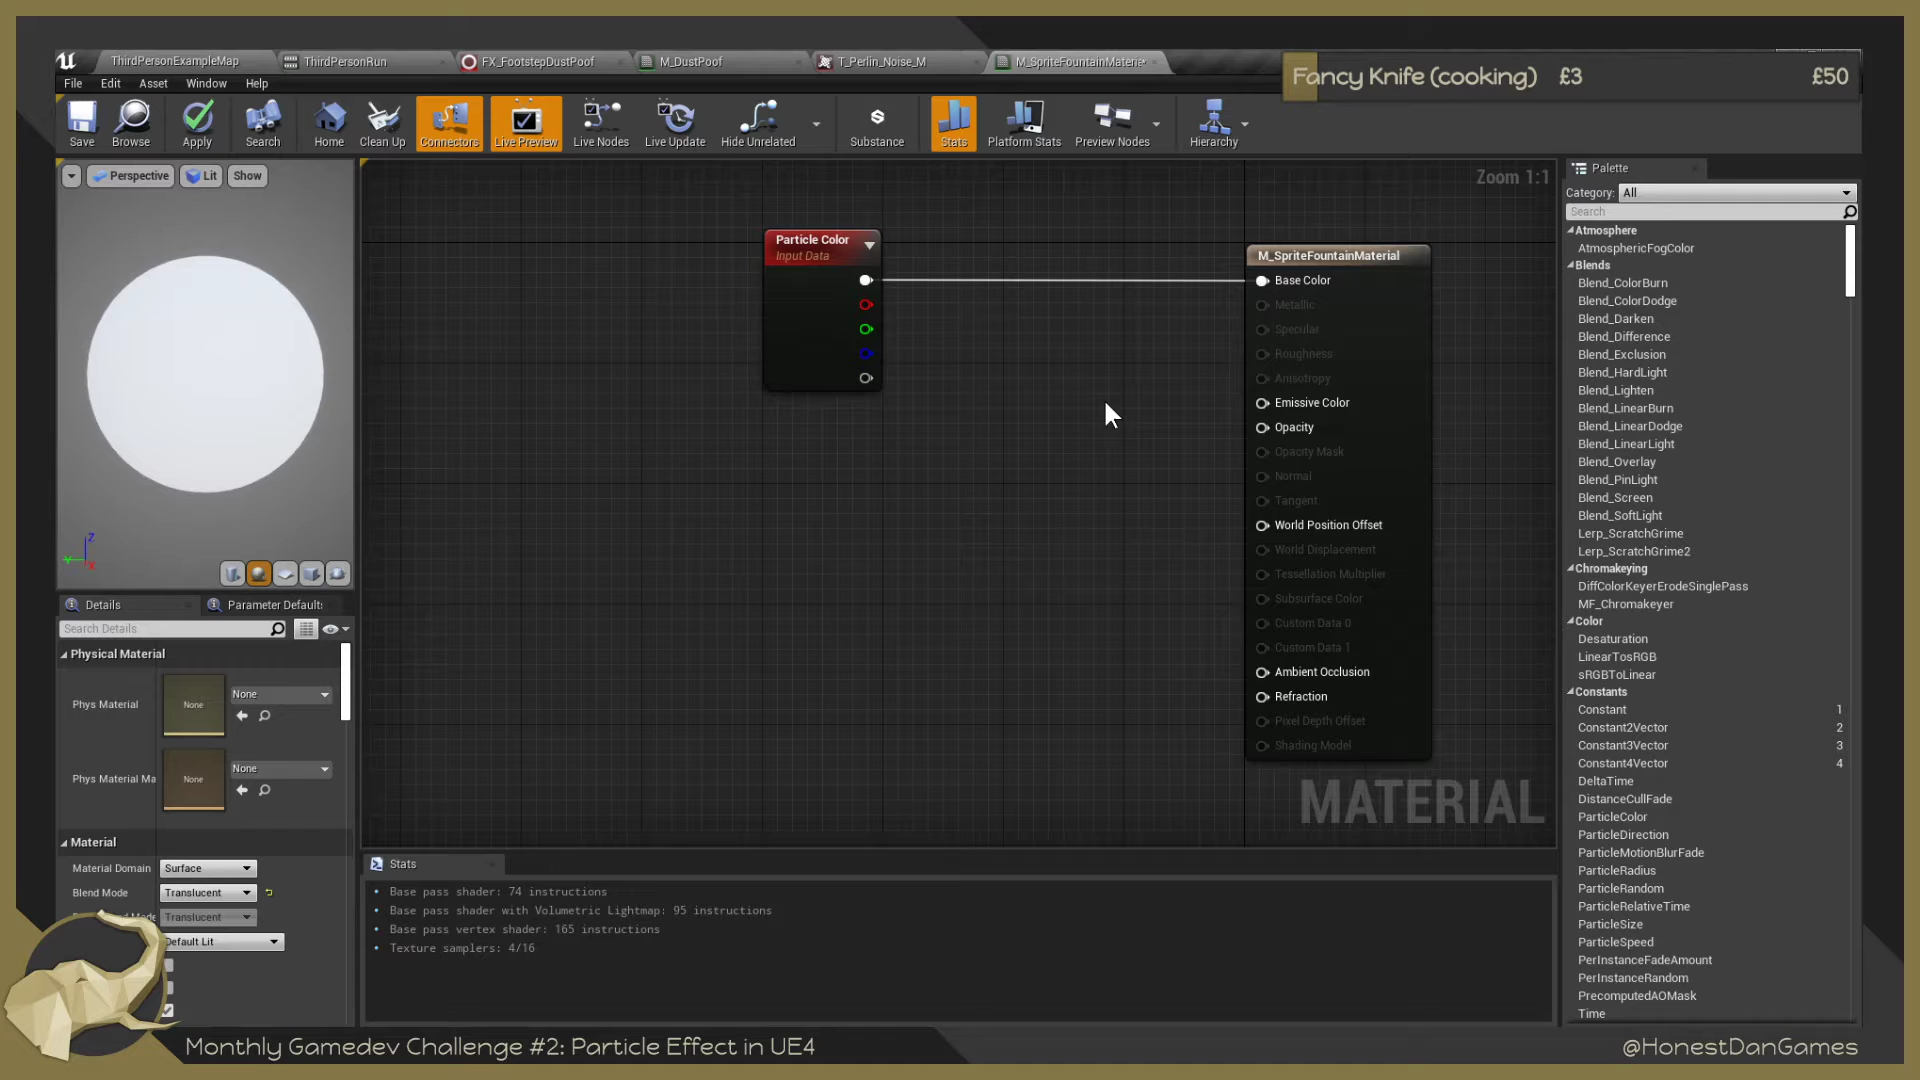 ThirdPersonExampleMap
ThirdPersonRun
FX_FootstepDustPoof
M_DustPoof
T_Perlin_Noise_M
M_SpriteFountainMateria*
Fancy Knife (cooking) £3 £50
File Edit Asset Window Help
Save Browse Apply Search Home Clean Up Connectors Live Preview Live Nodes Live Update Hide Unrelated Substance Stats Platform Stats Preview Nodes Hierarchy
Perspective Lit Show
Zoom 1:1
Particle Color
Input Data
M_SpriteFountainMaterial
Base Color
Metallic
Specular
Roughness
Anisotropy
Emissive Color
Opacity
Opacity Mask
Normal
Tangent
World Position Offset
World Displacement
Tessellation Multiplier
Subsurface Color
Custom Data 0
Custom Data 1
Ambient Occlusion
Refraction
Pixel Depth Offset
Shading Model
MATERIAL
Z
Y
X
Details
Parameter Default:
Search Details
Physical Material
Phys Material
None
None
Phys Material Ma
None
None
Material
Material Domain Surface
Blend Mode Translucent
Translucent
Default Lit
Stats
Base pass shader: 74 instructions
Base pass shader with Volumetric Lightmap: 95 instructions
Base pass vertex shader: 165 instructions
Texture samplers: 4/16
Palette
Category: All
Search
Atmosphere
AtmosphericFogColor
Blends
Blend_ColorBurn
Blend_ColorDodge
Blend_Darken
Blend_Difference
Blend_Exclusion
Blend_HardLight
Blend_Lighten
Blend_LinearBurn
Blend_LinearDodge
Blend_LinearLight
Blend_Overlay
Blend_PinLight
Blend_Screen
Blend_SoftLight
Lerp_ScratchGrime
Lerp_ScratchGrime2
Chromakeying
DiffColorKeyerErodeSinglePass
MF_Chromakeyer
Color
Desaturation
LinearTosRGB
sRGBToLinear
Constants
Constant 1
Constant2Vector 2
Constant3Vector 3
Constant4Vector 4
DeltaTime
DistanceCullFade
ParticleColor
ParticleDirection
ParticleMotionBlurFade
ParticleRadius
ParticleRandom
ParticleRelativeTime
ParticleSize
ParticleSpeed
PerInstanceFadeAmount
PerInstanceRandom
PrecomputedAOMask
Time
Monthly Gamedev Challenge #2: Particle Effect in UE4
@HonestDanGames